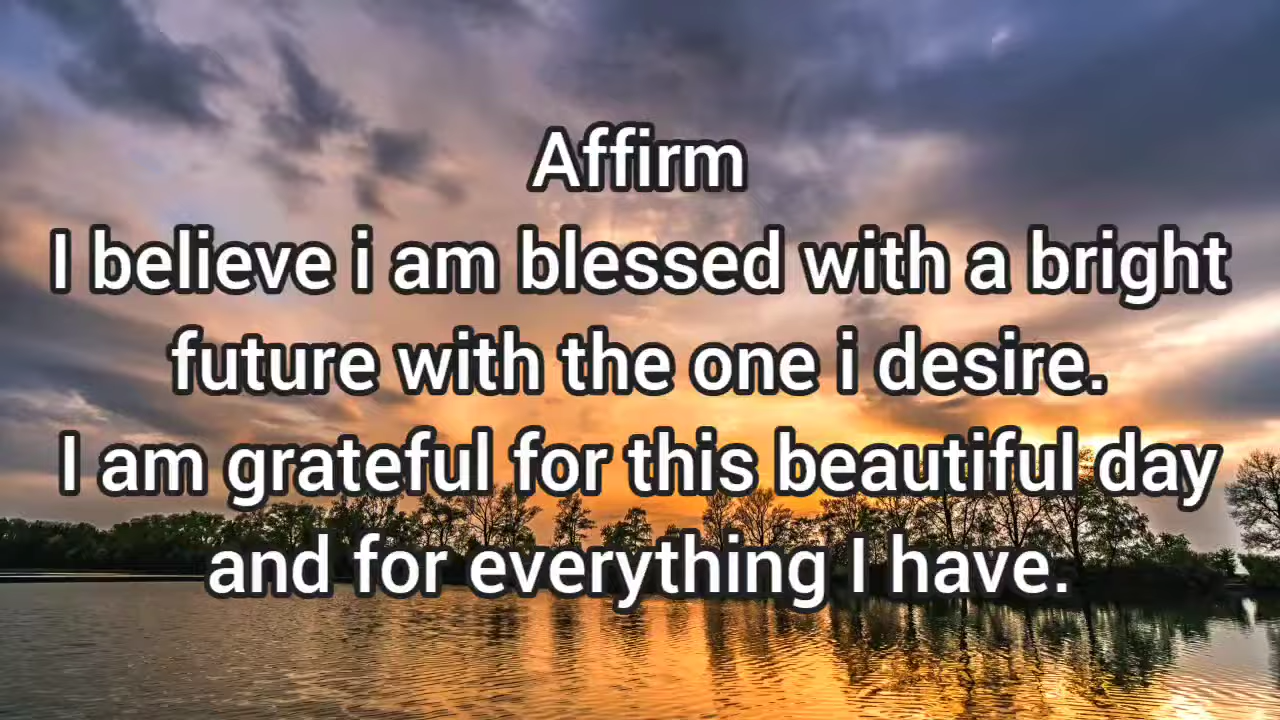 Affirm
I believe i am blessed with a bright
future with the one i desire.
I am grateful for this beautiful day
and for everything I have.